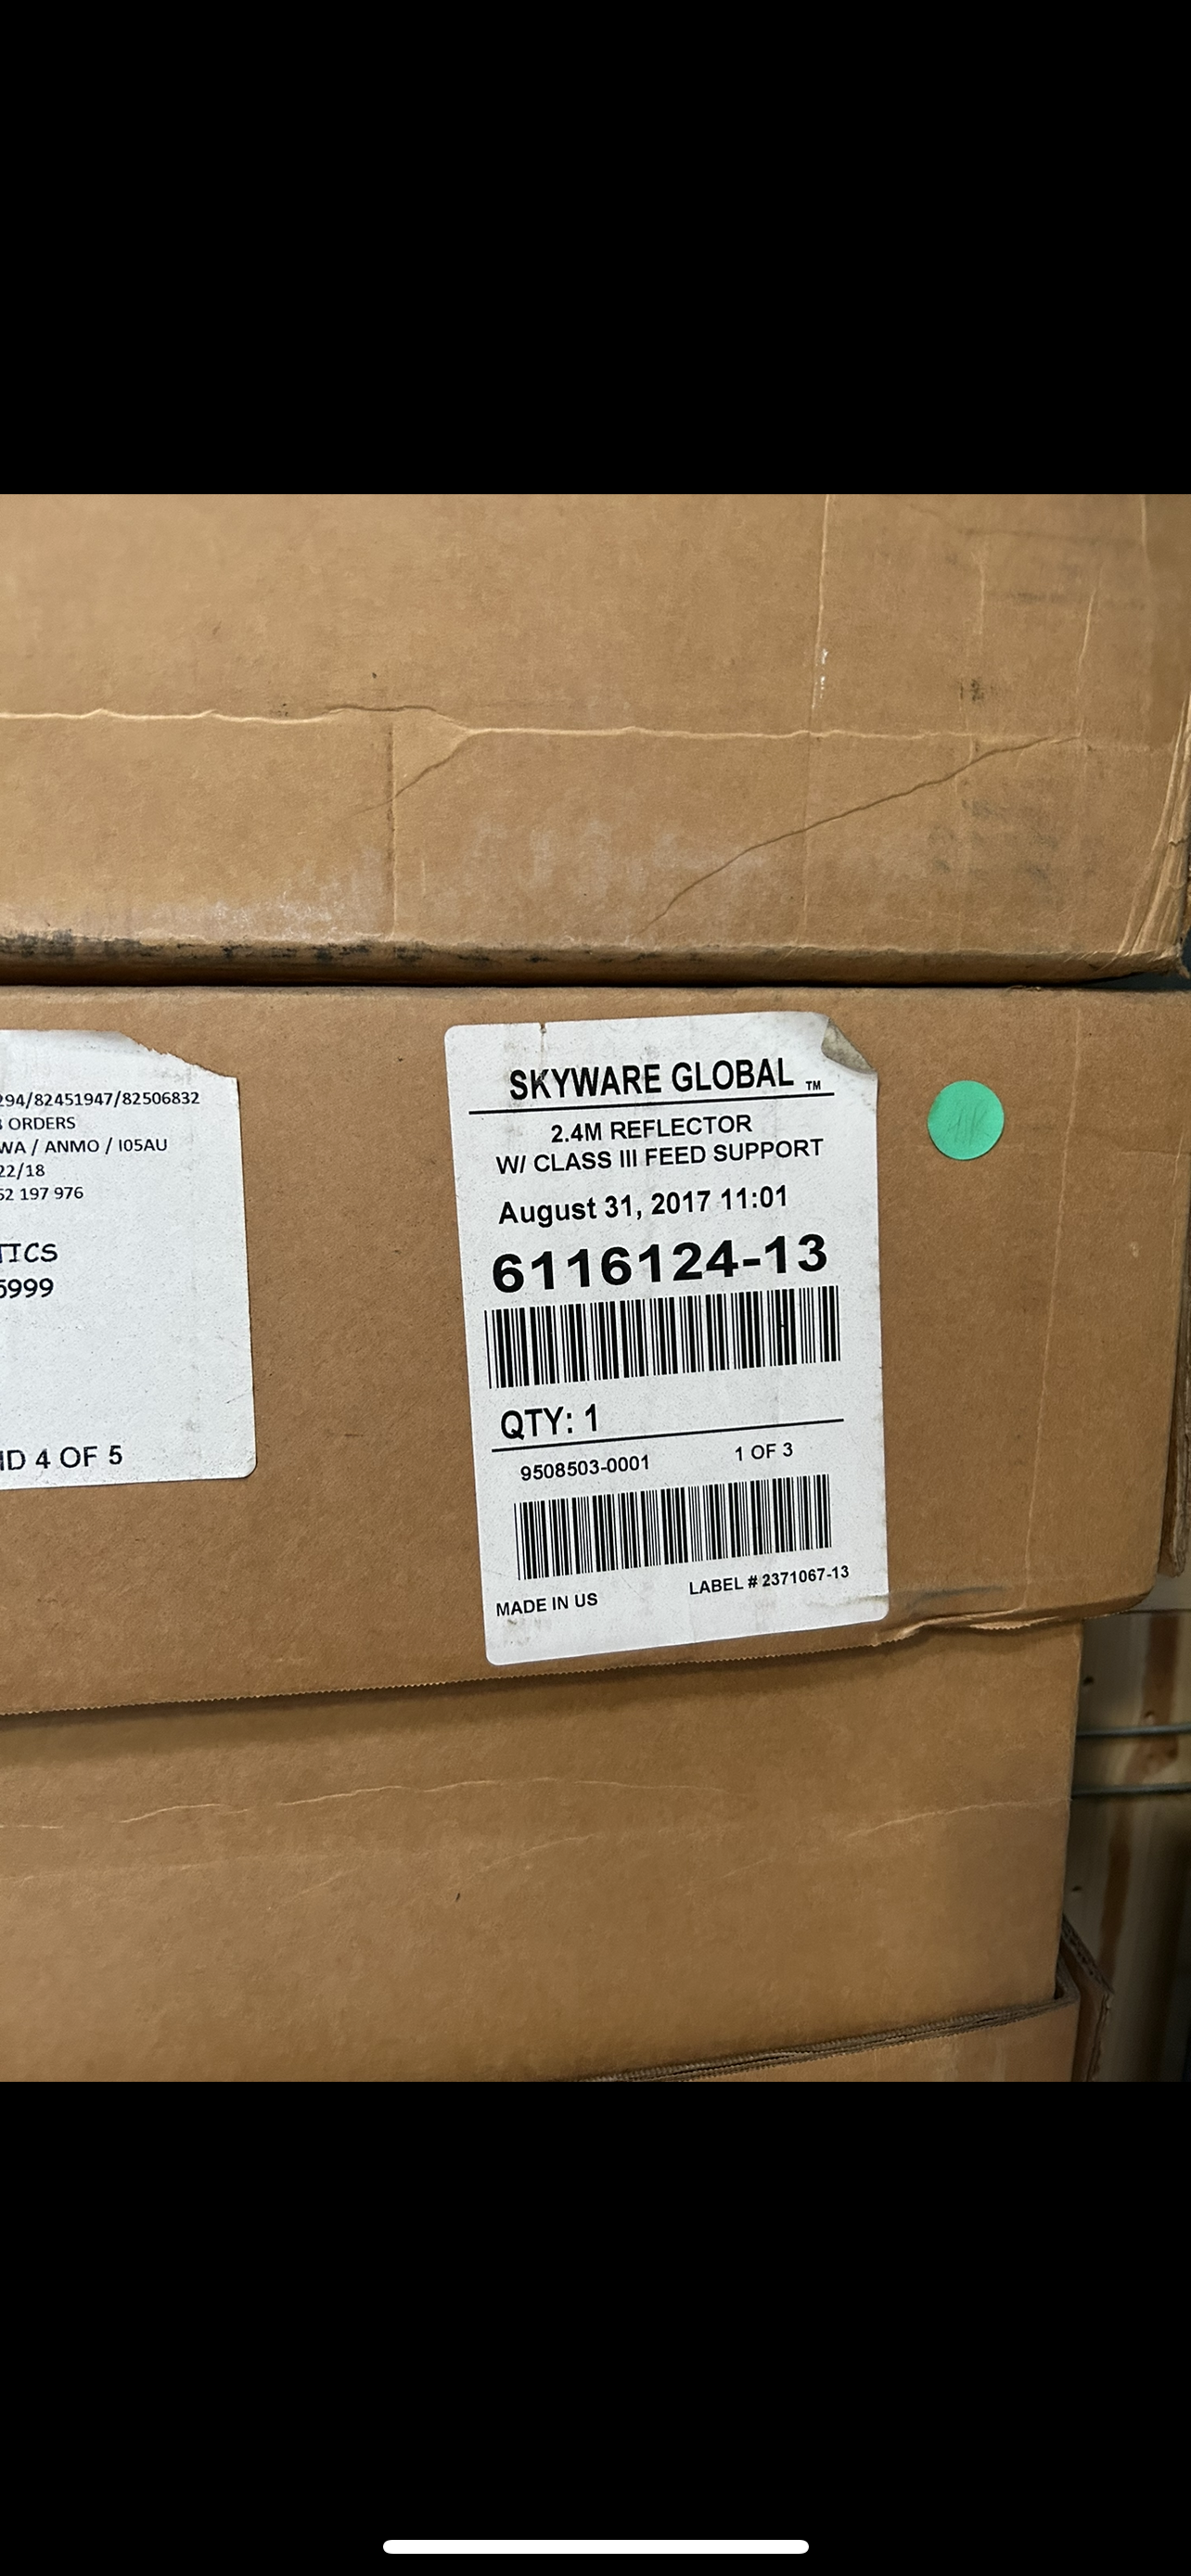 294/82451947/82506832
ORDERS
WA / ANMO / I05AU
22/18
52 197 976
TICS
5999
ID 4 OF 5
SKYWARE GLOBAL TM
2.4M REFLECTOR
W/ CLASS III FEED SUPPORT
August 31, 2017 11:01
6116124-13
QTY: 1
9508503-0001 1 OF 3
MADE IN US LABEL # 2371067-13